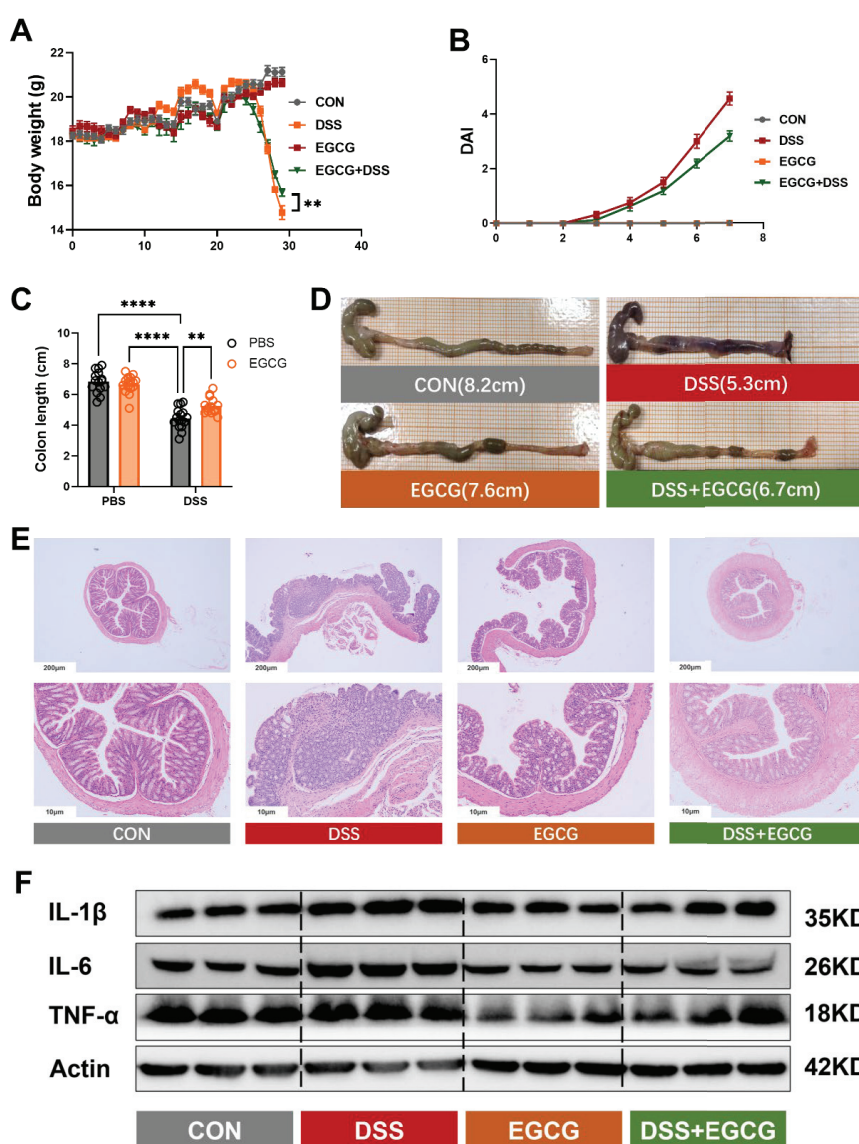 A
Body weight (g)
22
20
18
16
14
0
10
20
30
40
CON
DSS
EGCG
EGCG+DSS
**
B
DAI
6
4
2
0
0
2
4
6
8
CON
DSS
EGCG
EGCG+DSS
C
Colon length (cm)
10
8
6
4
2
0
****
****
**
PBS
EGCG
PBS
DSS
D
CON(8.2cm)
DSS(5.3cm)
EGCG(7.6cm)
DSS+EGCG(6.7cm)
E
200μm
200μm
200μm
200μm
10μm
10μm
10μm
10μm
CON
DSS
EGCG
DSS+EGCG
F
IL-1β
35KD
IL-6
26KD
TNF-α
18KD
Actin
42KD
CON
DSS
EGCG
DSS+EGCG